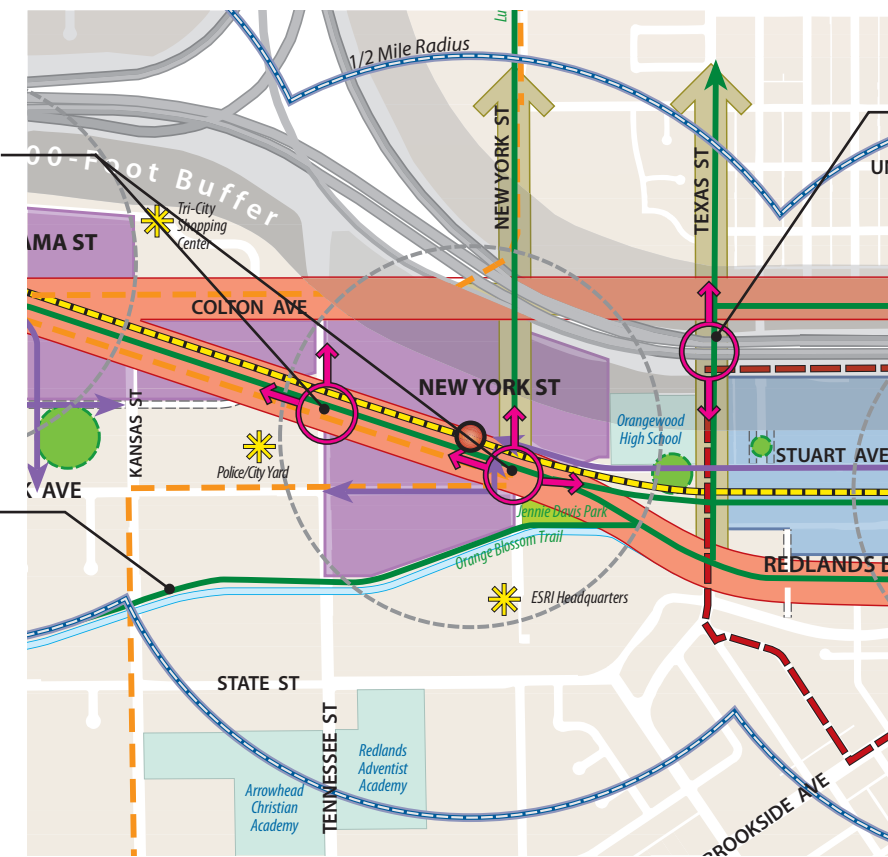 Lu
1/2 Mile Radius
NEW YORK ST
TEXAS ST
00-Foot Buffer
Tri-City
Shopping
Center
AMA ST
COLTON AVE
NEW YORK ST
KANSAS ST
Orangewood
High School
Police/City Yard
STUART AVE
AVE
Jennie Davis Park
Orange Blossom Trail
REDLANDS
ESRI Headquarters
STATE ST
TENNESSEE ST
Redlands
Adventist
Academy
Arrowhead
Christian
Academy
BROOKSIDE AVE